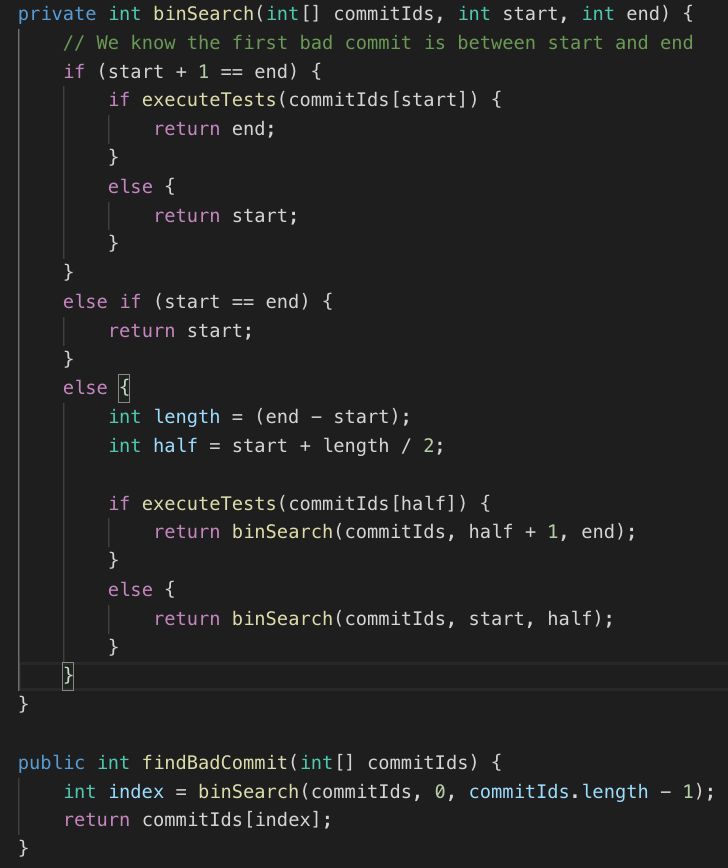 private int binSearch(int[] commitIds, int start, int end) {
    // We know the first bad commit is between start and end
    if (start + 1 == end) {
        if executeTests(commitIds[start]) {
            return end;
        }
        else {
            return start;
        }
    }
    else if (start == end) {
        return start;
    }
    else {
        int length = (end - start);
        int half = start + length / 2;

        if executeTests(commitIds[half]) {
            return binSearch(commitIds, half + 1, end);
        }
        else {
            return binSearch(commitIds, start, half);
        }
    }
}

public int findBadCommit(int[] commitIds) {
    int index = binSearch(commitIds, 0, commitIds.length - 1);
    return commitIds[index];
}